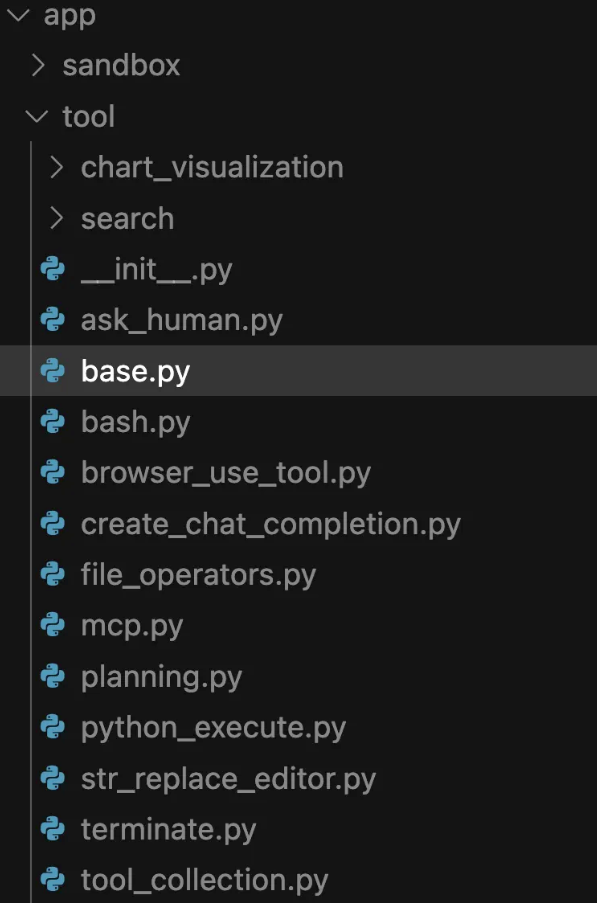 app
sandbox
tool
chart_visualization
search
__init__.py
ask_human.py
base.py
bash.py
browser_use_tool.py
create_chat_completion.py
file_operators.py
mcp.py
planning.py
python_execute.py
str_replace_editor.py
terminate.py
tool_collection.py